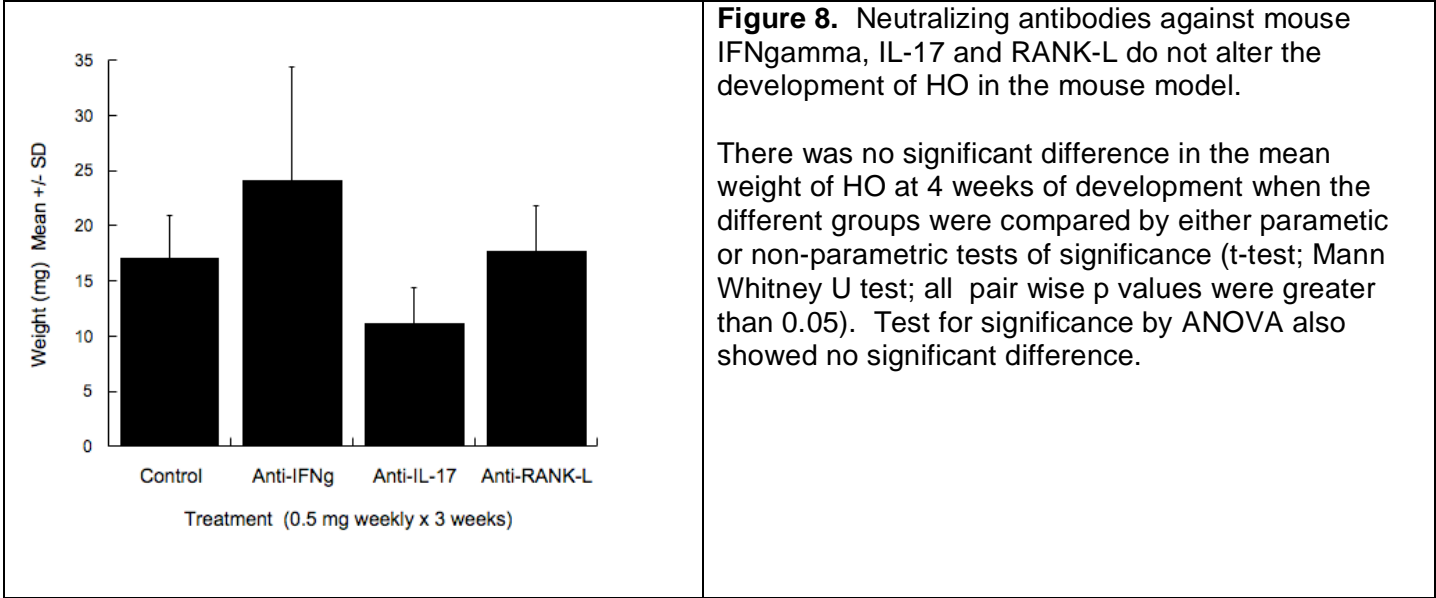 35
30
25
20
15
10
5
0
Weight (mg) Mean +/- SD
Control Anti-IFNg Anti-IL-17 Anti-RANK-L
Treatment (0.5 mg weekly x 3 weeks)
Figure 8. Neutralizing antibodies against mouse
IFNgamma, IL-17 and RANK-L do not alter the
development of HO in the mouse model.
There was no significant difference in the mean
weight of HO at 4 weeks of development when the
different groups were compared by either parametic
or non-parametric tests of significance (t-test; Mann
Whitney U test; all pair wise p values were greater
than 0.05). Test for significance by ANOVA also
showed no significant difference.